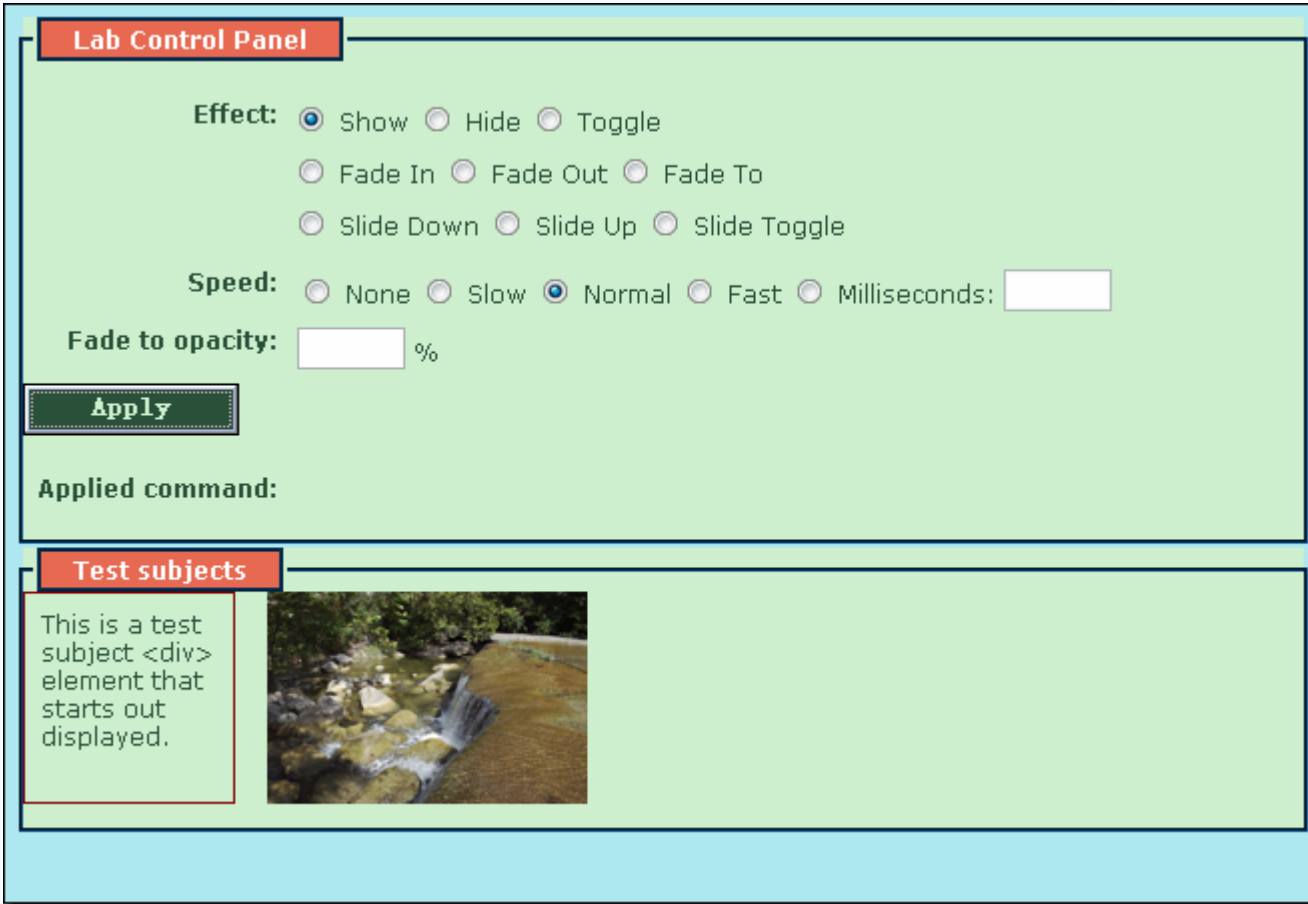 Lab Control Panel
Effect: Show Hide Toggle
Fade In Fade Out Fade To
Slide Down Slide Up Slide Toggle
Speed: None Slow Normal Fast Milliseconds:
Fade to opacity: %
Apply
Applied command:
Test subjects
This is a test
subject <div>
element that
starts out
displayed.